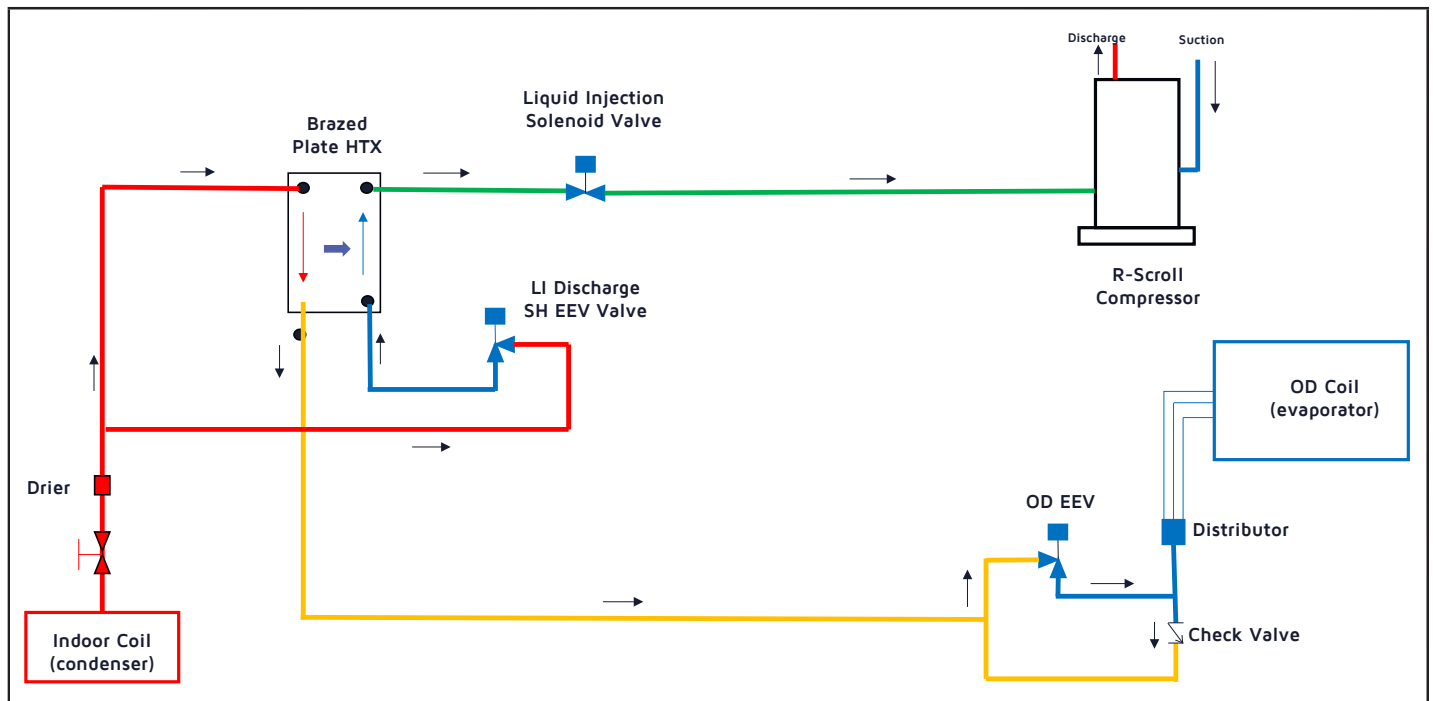 Discharge
Suction
Liquid Injection
Solenoid Valve
Brazed
Plate HTX
R-Scroll
Compressor
LI Discharge
SH EEV Valve
OD Coil
(evaporator)
Drier
OD EEV
Distributor
Indoor Coil
(condenser)
Check Valve